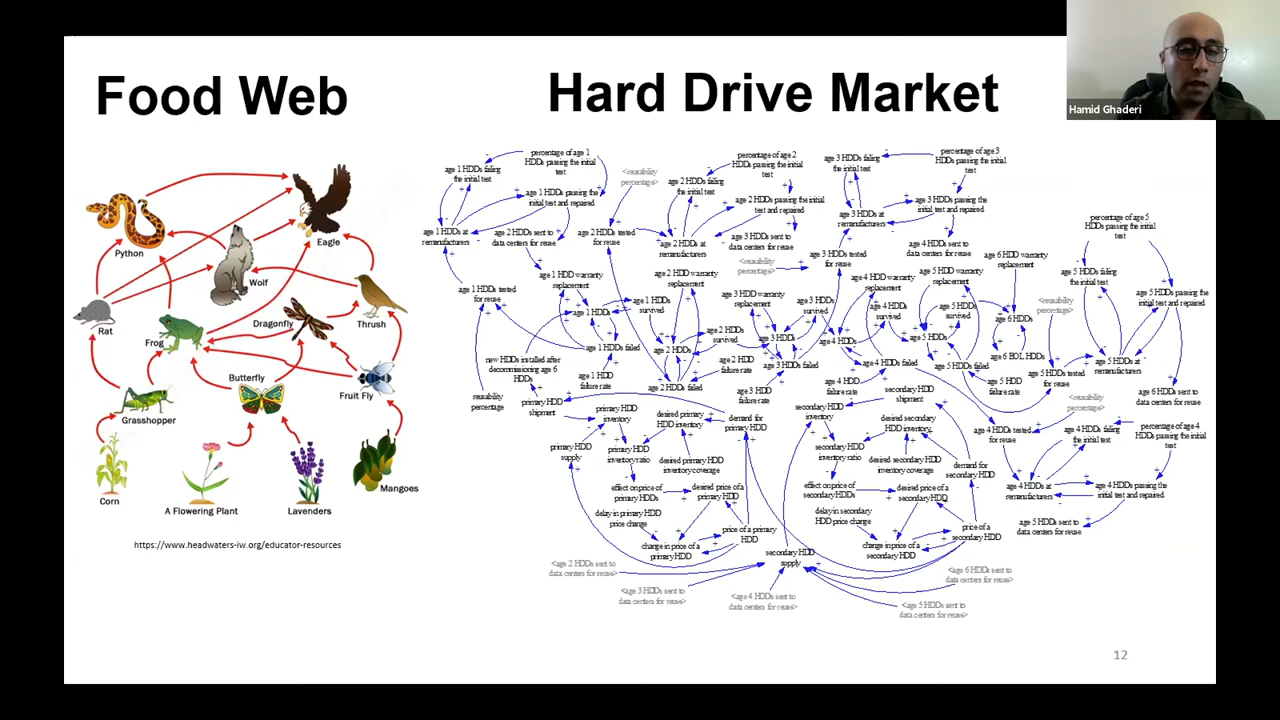 Food Web
Hard Drive Market
Hamid Ghaderi
Python
Eagle
Wolf
Rat
Frog
Dragonfly
Thrush
Butterfly
Fruit Fly
Grasshopper
Corn
A Flowering Plant
Lavenders
Mangoes
https://www.headwaters-iw.org/educator-resources
age 1 HDDs failing
the initial test
percentage of age 1
HDDs passing the initial
test
<reusability
percentage>
percentage of age 2
HDDs passing the initial
test
age 3 HDDs failing
the initial test
percentage of age 3
HDDs passing the initial
test
age 1 HDDs passing the
initial test and repaired
age 2 HDDs failing
the initial test
age 2 HDDs passing the initial
test and repaired
age 3 HDDs passing the
initial test and repaired
age 1 HDDs at
remanufacturers
age 2 HDDs sent to
data centers for reuse
age 2 HDDs tested
for reuse
age 2 HDDs at
remanufacturers
age 3 HDDs sent to
data centers for reuse
age 3 HDDs at
remanufacturers
age 4 HDDs sent to
data centers for reuse
percentage of age 5
HDDs passing the initial
test
<reusability
percentage>
age 3 HDDs tested
for reuse
age 6 HDD warranty
replacement
age 1 HDD warranty
replacement
age 2 HDD warranty
replacement
age 4 HDD warranty
replacement
age 5 HDD warranty
replacement
age 5 HDDs failing
the initial test
age 1 HDDs tested
for reuse
age 1 HDDs
survived
age 3 HDD warranty
replacement
age 3 HDDs
survived
age 4 HDDs
survived
age 5 HDDs
survived
<reusability
percentage>
age 5 HDDs passing the
initial test and repaired
age 1 HDDs
age 2 HDDs
survived
age 3 HDDs
age 4 HDDs
age 5 HDDs
age 6 HDDs
age 1 HDDs failed
age 2 HDDs
age 6 EOL HDDs
new HDDs installed after
decommissioning age 6
HDDs
age 2 HDD
failure rate
age 3 HDDs failed
age 4 HDDs failed
age 5 HDDs failed
age 5 HDDs tested
for reuse
age 5 HDDs at
remanufacturers
age 1 HDD
failure rate
age 2 HDDs failed
age 3 HDD
failure rate
age 4 HDD
failure rate
age 5 HDD
failure rate
age 6 HDDs sent to
data centers for reuse
reusability
percentage
primary HDD
shipment
primary HDD
inventory
desired primary
HDD inventory
demand for
primary HDD
secondary HDD
inventory
secondary HDD
shipment
desired secondary
HDD inventory
<reusability
percentage>
age 4 HDDs tested
for reuse
age 4 HDDs failing
the initial test
percentage of age 4
HDDs passing the initial
test
primary HDD
supply
primary HDD
inventory ratio
desired primary HDD
inventory coverage
secondary HDD
inventory ratio
desired secondary HDD
inventory coverage
demand for
secondary HDD
effect on price of
primary HDDs
desired price of a
primary HDD
effect on price of
secondary HDDs
desired price of a
secondary HDD
age 4 HDDs at
remanufacturers
age 4 HDDs passing the
initial test and repaired
delay in primary HDD
price change
price of a primary
HDD
delay in secondary
HDD price change
price of a
secondary HDD
age 5 HDDs sent to
data centers for reuse
change in price of a
primary HDD
secondary HDD
supply
change in price of a
secondary HDD
<age 2 HDDs sent to
data centers for reuse>
<age 3 HDDs sent to
data centers for reuse>
<age 4 HDDs sent to
data centers for reuse>
<age 5 HDDs sent to
data centers for reuse>
<age 6 HDDs sent to
data centers for reuse>
12